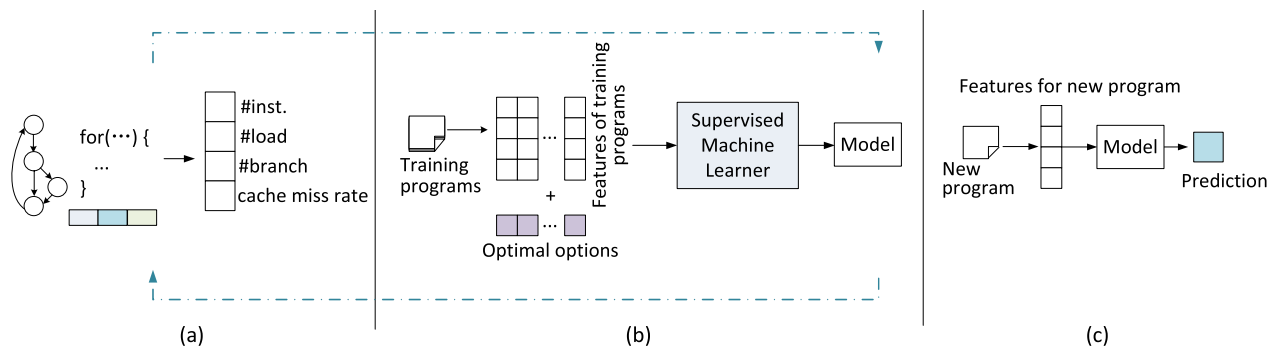 for(⋯) {
...
}
#inst.
#load
#branch
cache miss rate
(a)
Training
programs
...
Features of training
programs
+
...
Optimal options
Supervised
Machine
Learner
Model
(b)
Features for new program
New
program
Model
Prediction
(c)